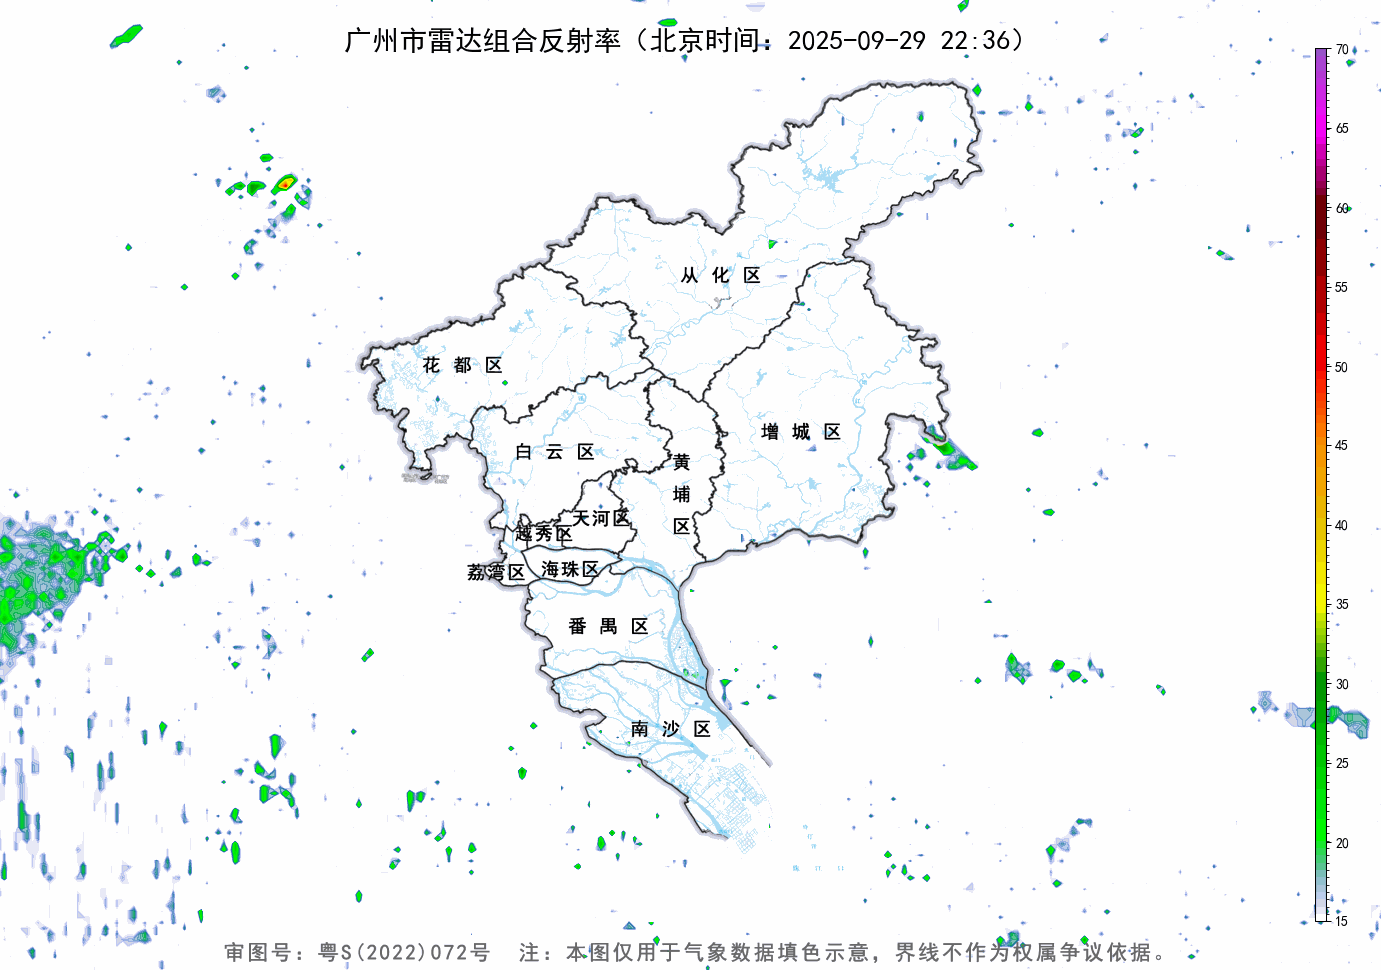 广州市雷达组合反射率（北京时间：2025-09-29 22:36）
70
65
60
55
50
45
40
35
30
25
20
15
从化区
花都区
增城区
白云区
黄埔区
天河区
越秀区
荔湾区
海珠区
番禺区
南沙区
审图号：粤S(2022)072号 注：本图仅用于气象数据填色示意，界线不作为权属争议依据。